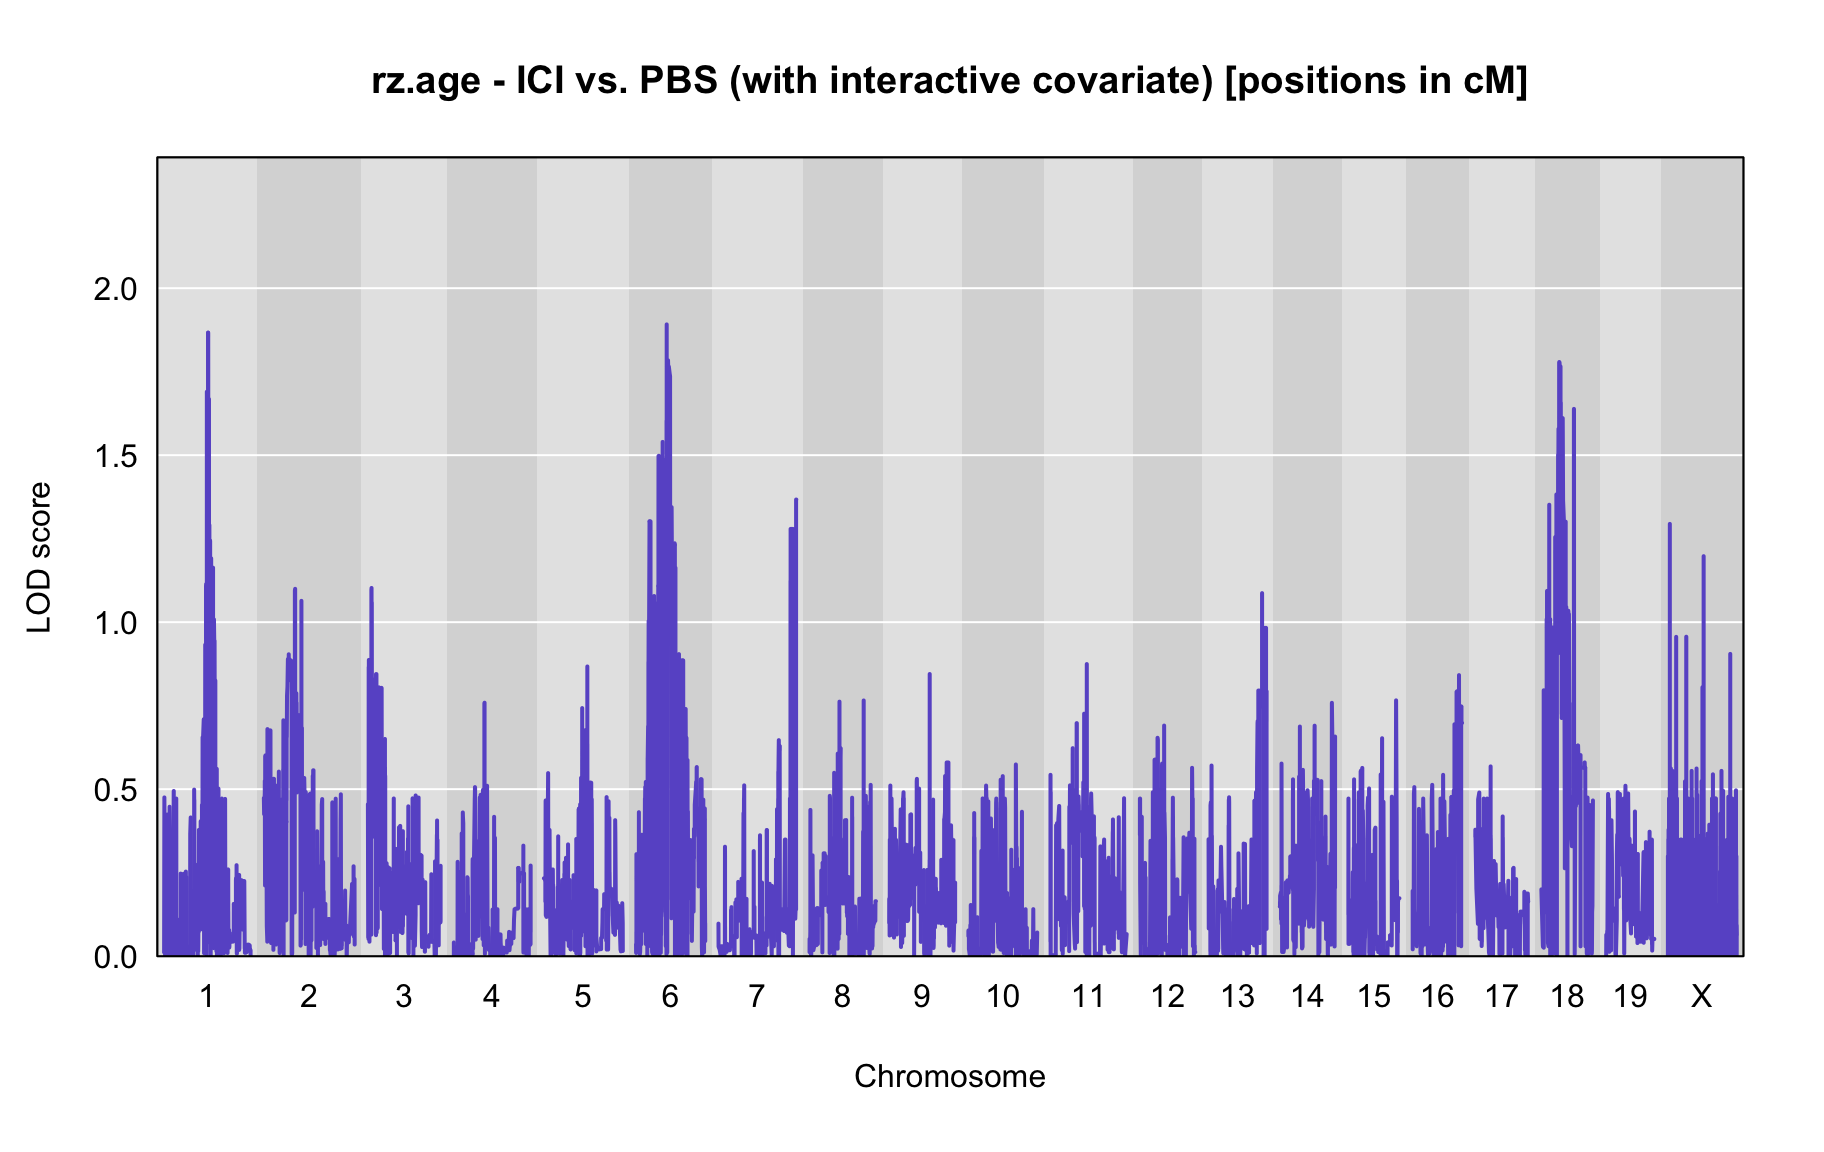 rz.age - ICI vs. PBS (with interactive covariate) [positions in cM]
LOD score
2.0
1.5
1.0
0.5
0.0
1 2 3 4 5 6 7 8 9 10 11 12 13 14 15 16 17 18 19 X
Chromosome